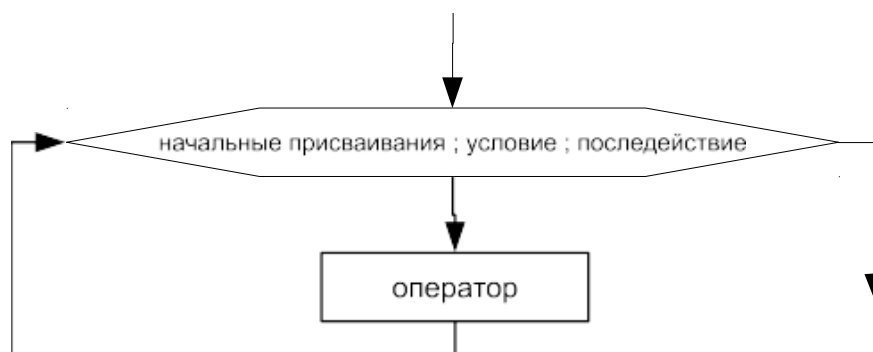 начальные присваивания ; условие ; последействие
оператор